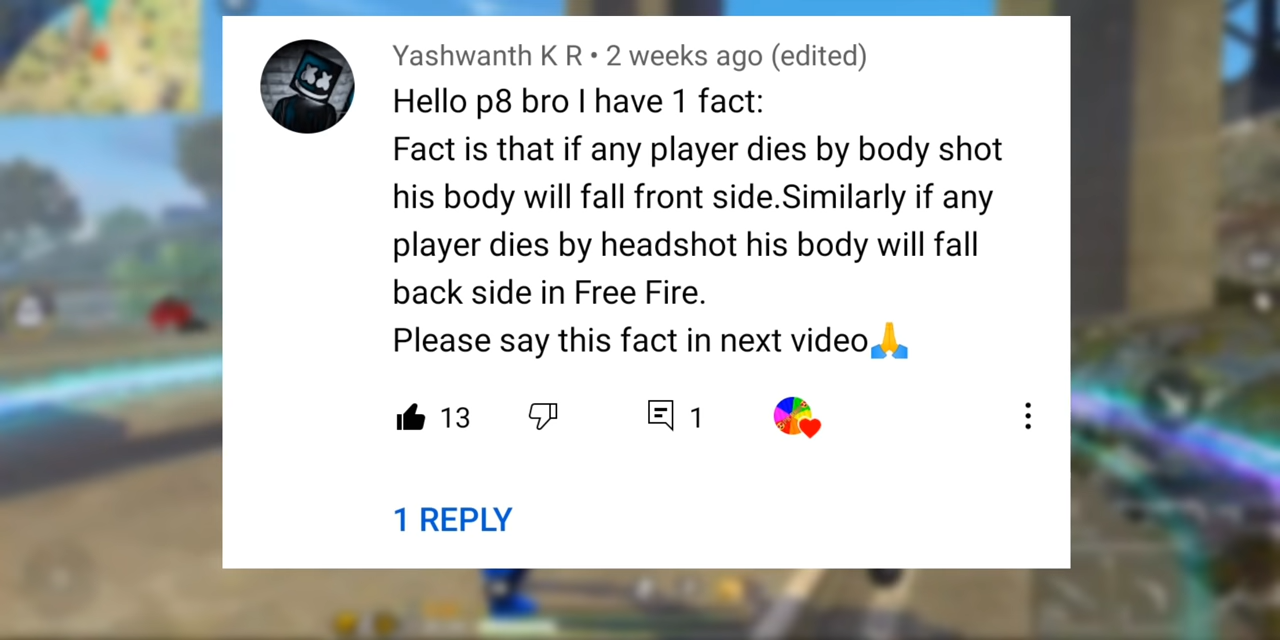 Yashwanth K R • 2 weeks ago (edited)
Hello p8 bro I have 1 fact:
Fact is that if any player dies by body shot
his body will fall front side.Similarly if any
player dies by headshot his body will fall
back side in Free Fire.
Please say this fact in next video🙏
13 1
1 REPLY